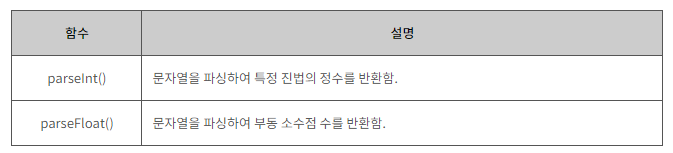 함수 설명
parseInt() 문자열을 파싱하여 특정 진법의 정수를 반환함.
parseFloat() 문자열을 파싱하여 부동 소수점 수를 반환함.